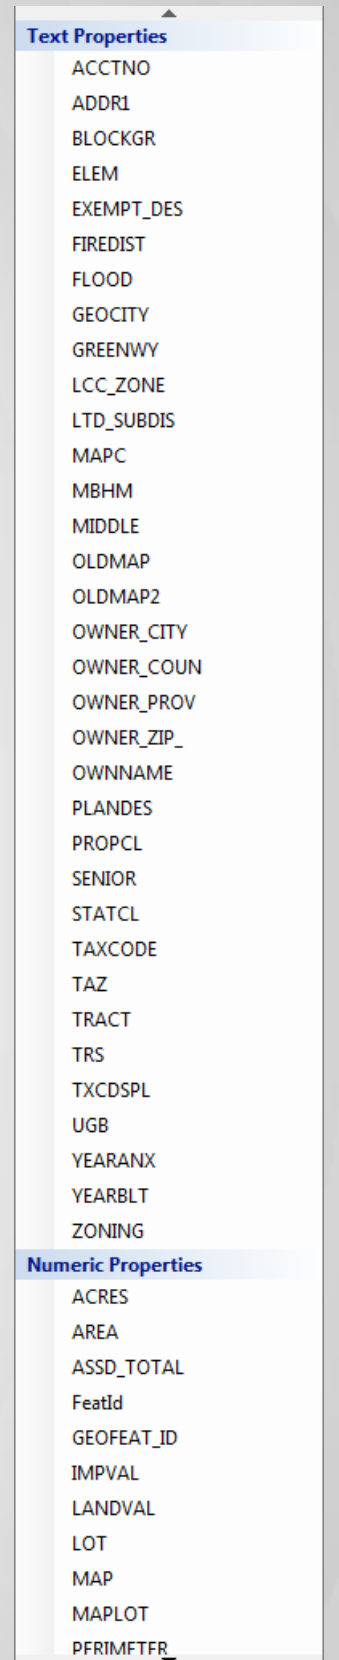 Text Properties
ACCTNO
ADDR1
BLOCKGR
ELEM
EXEMPT_DES
FIREDIST
FLOOD
GEOCITY
GREENWY
LCC_ZONE
LTD_SUBDIS
MAPC
MBHM
MIDDLE
OLDMAP
OLDMAP2
OWNER_CITY
OWNER_COUN
OWNER_PROV
OWNER_ZIP_
OWNNAME
PLANDES
PROPCL
SENIOR
STATCL
TAXCODE
TAZ
TRACT
TRS
TXCDSPL
UGB
YEARANX
YEARBLT
ZONING
Numeric Properties
ACRES
AREA
ASSD_TOTAL
FeatId
GEOFEAT_ID
IMPVAL
LANDVAL
LOT
MAP
MAPLOT
PERIMETER